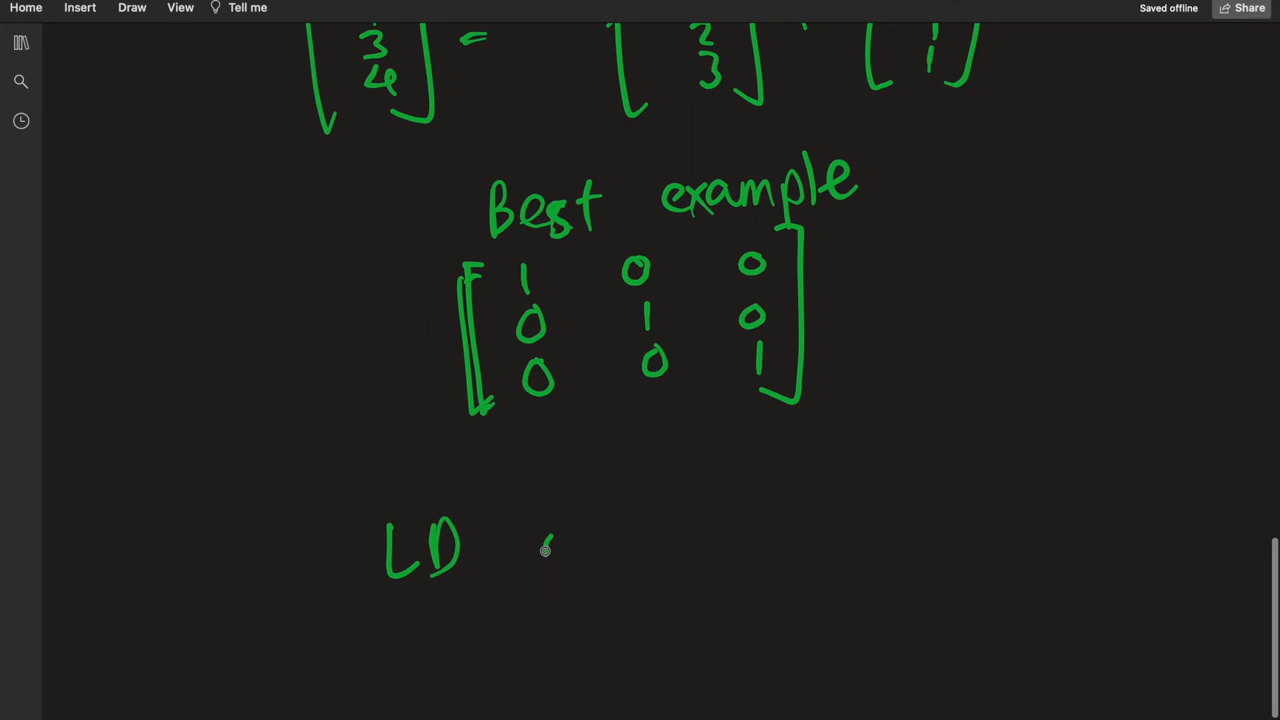 Home Insert Draw View Tell me Saved offline Share
3 = 2 1
4 3 1
Best example
1 0 0
0 1 0
0 0 1
LD